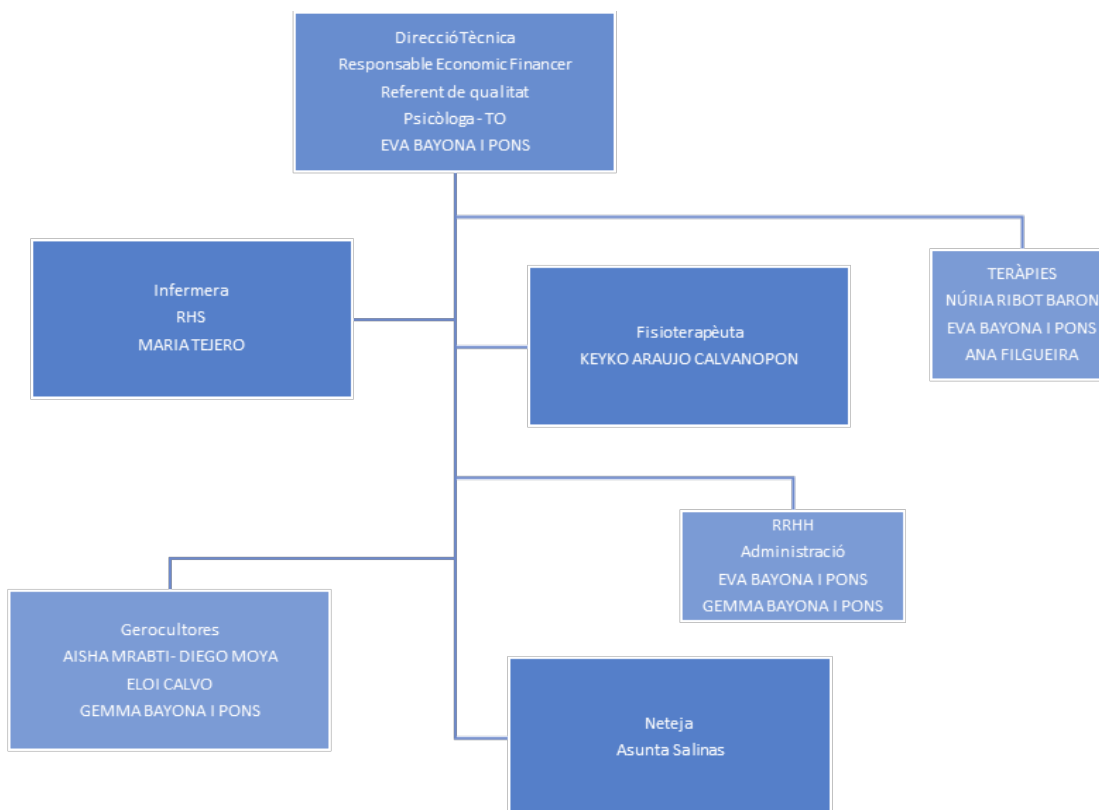 Direcció Tècnica
Responsable Economic Financer
Referent de qualitat
Psicòloga - TO
EVA BAYONA I PONS
TERÀPIES
NÚRIA RIBOT BARON
EVA BAYONA I PONS
ANA FILGUEIRA
Infermera
RHS
MARIA TEJERO
Fisioterapèuta
KEYKO ARAUJO CALVANOPON
RRHH
Administració
EVA BAYONA I PONS
GEMMA BAYONA I PONS
Gerocultores
AISHA MRABTI- DIEGO MOYA
ELOI CALVO
GEMMA BAYONA I PONS
Neteja
Asunta Salinas